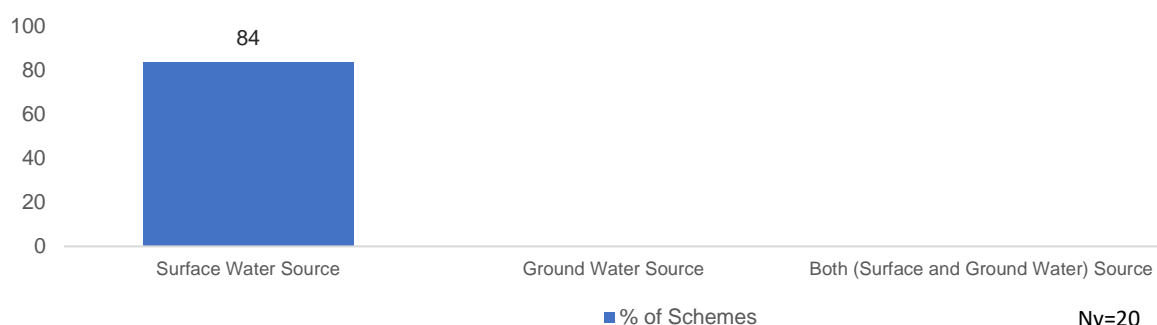 100
84
80
60
40
20
0
Surface Water Source Ground Water Source Both (Surface and Ground Water) Source
% of Schemes
Nv=20